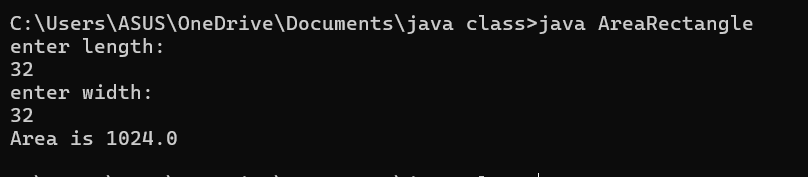 C:\Users\ASUS\OneDrive\Documents\java class>java AreaRectangle
enter length:
32
enter width:
32
Area is 1024.0